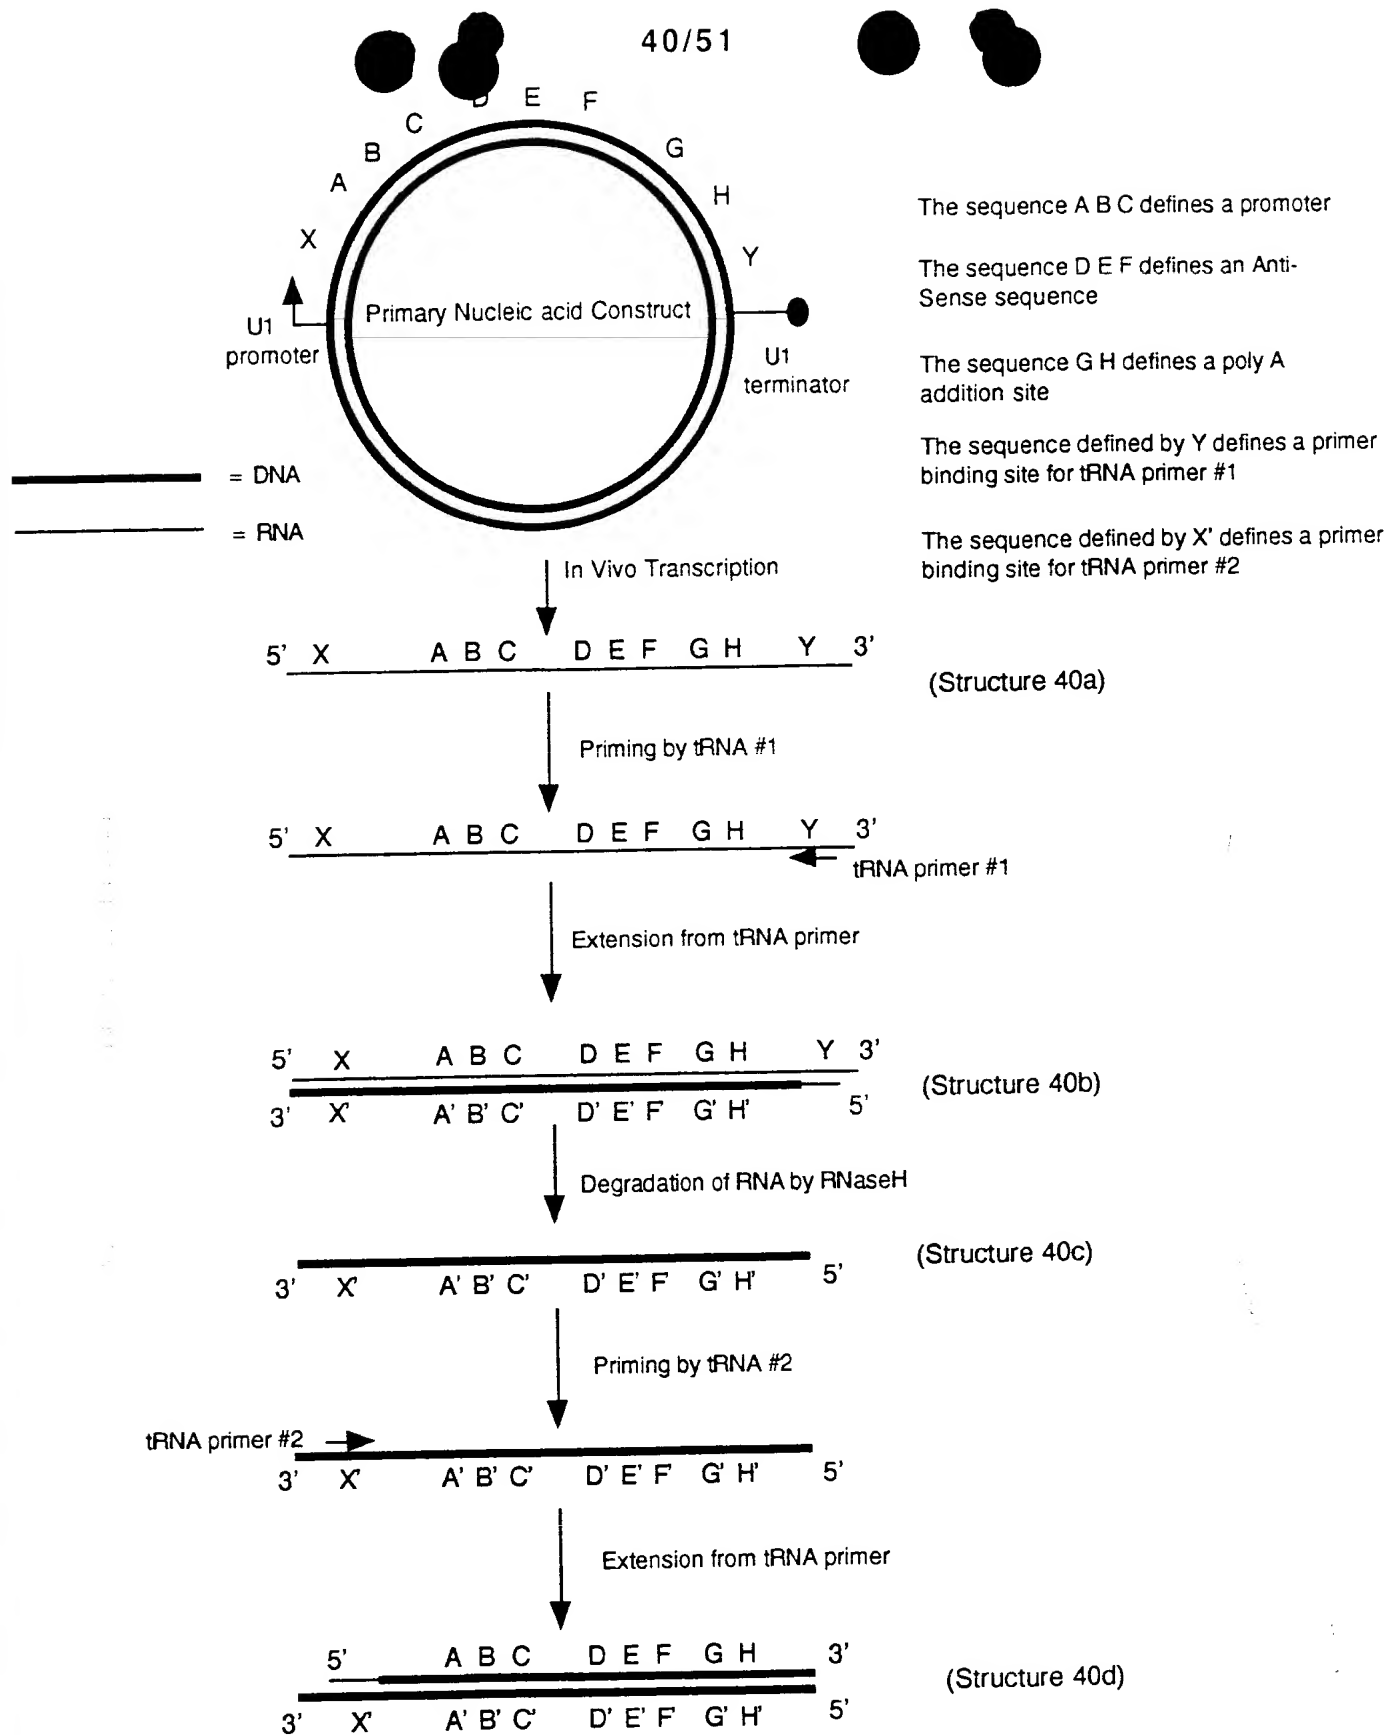 40/51
D E F
C
B
G
A
H
X
Y
Primary Nucleic acid Construct
U1
promoter
U1
terminator
The sequence A B C defines a promoter
The sequence D E F defines an Anti-
Sense sequence
The sequence G H defines a poly A
addition site
The sequence defined by Y defines a primer
binding site for tRNA primer #1
The sequence defined by X' defines a primer
binding site for tRNA primer #2
= DNA
= RNA
In Vivo Transcription
5' X A B C D E F G H Y 3'
(Structure 40a)
Priming by tRNA #1
5' X A B C D E F G H Y 3'
tRNA primer #1
Extension from tRNA primer
5' X A B C D E F G H Y 3'
(Structure 40b)
3' X' A' B' C' D' E' F' G' H' 5'
Degradation of RNA by RNaseH
(Structure 40c)
3' X' A' B' C' D' E' F' G' H' 5'
Priming by tRNA #2
tRNA primer #2
3' X' A' B' C' D' E' F' G' H' 5'
Extension from tRNA primer
5' A B C D E F G H 3'
(Structure 40d)
3' X' A' B' C' D' E' F' G' H' 5'